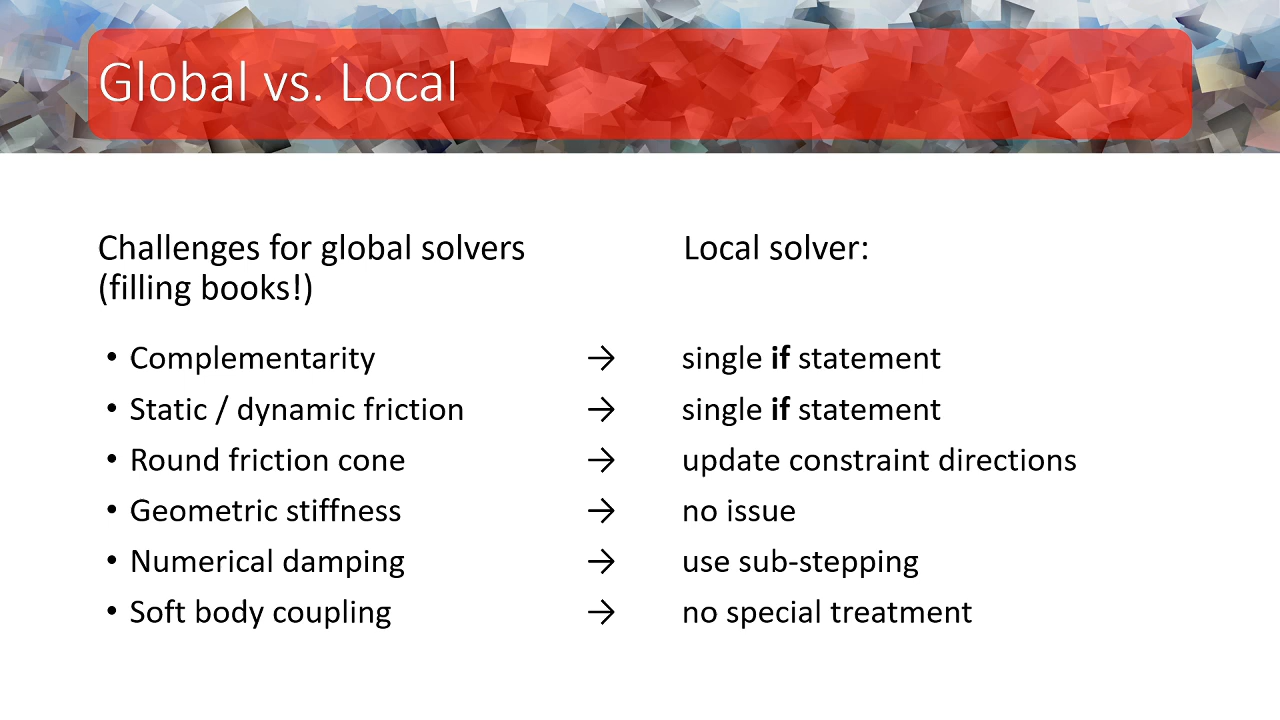 Global vs. Local
Challenges for global solvers
(filling books!)
Local solver:
• Complementarity → single if statement
• Static / dynamic friction → single if statement
• Round friction cone → update constraint directions
• Geometric stiffness → no issue
• Numerical damping → use sub-stepping
• Soft body coupling → no special treatment